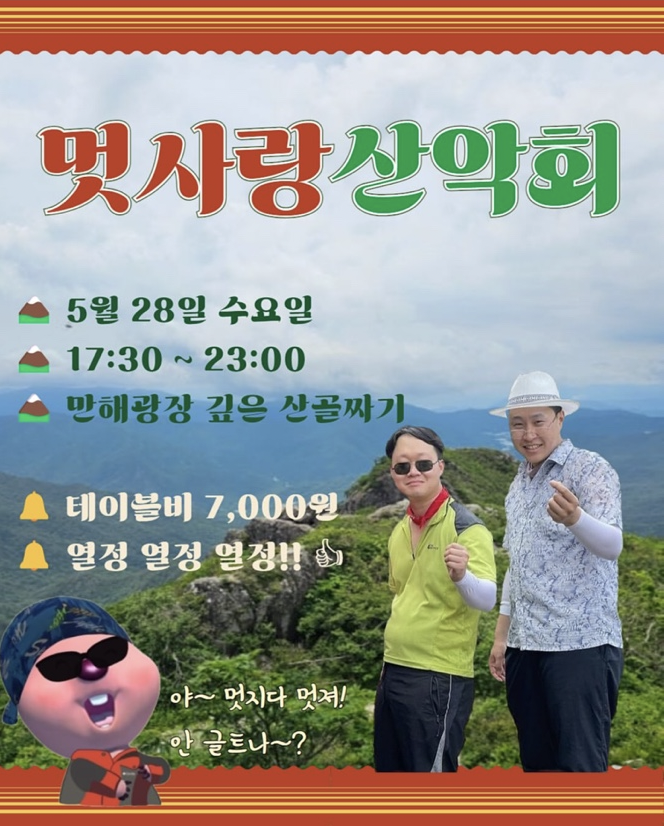 멋사랑산악회
5월 28일 수요일
17:30 ~ 23:00
만해광장 깊은 산골짜기
테이블비 7,000원
열정 열정 열정!!
야~ 멋지다 멋져!
안 글트나~?